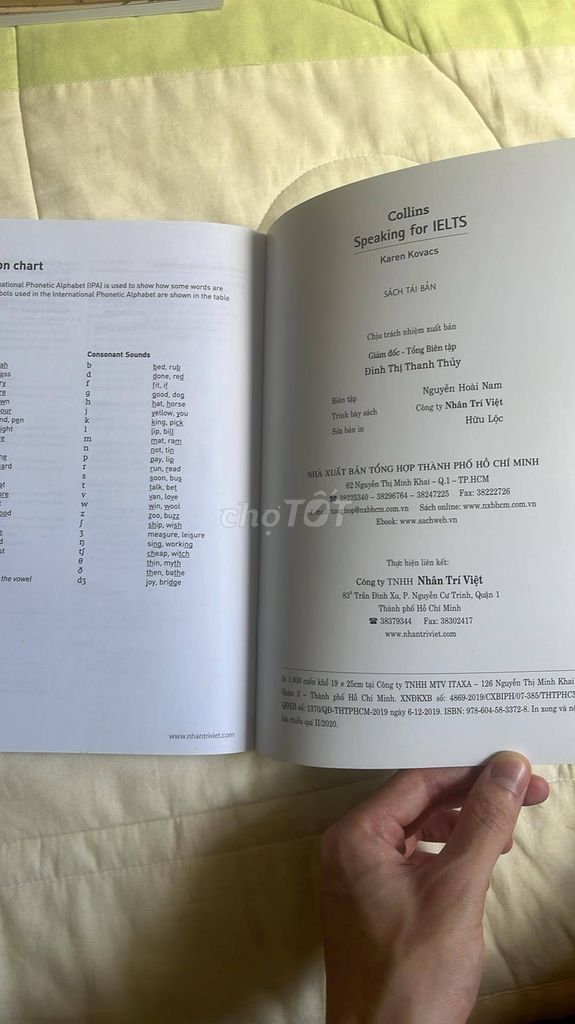 on chart
national Phonetic Alphabet (IPA) is used to show how some words are
bols used in the International Phonetic Alphabet are shown in the table
Consonant Sounds
b bed, rub
d done, red
f fit, if
g good, dog
h hat, horse
j yellow, you
k king, pick
l lip, bill
m mat, ram
n not, tin
p pay, lip
r run, read
s soon, bus
t talk, bet
v van, love
w win, wool
z zoo, buzz
ʃ ship, wish
ʒ measure, leisure
ŋ sing, working
tʃ cheap, witch
θ thin, myth
ð then, bathe
dʒ joy, bridge
the vowel
www.nhantriviet.com
Collins
Speaking for IELTS
Karen Kovacs
SÁCH TÁI BẢN
Chịu trách nhiệm xuất bản
Giám đốc - Tổng Biên tập
Đinh Thị Thanh Thủy
Biên tập Nguyễn Hoài Nam
Trình bày sách Công ty Nhân Trí Việt
Sửa bản in Hữu Lộc
NHÀ XUẤT BẢN TỔNG HỢP THÀNH PHỐ HỒ CHÍ MINH
62 Nguyễn Thị Minh Khai – Q.1 – TP.HCM
☎ 38225340 – 38296764 – 38247225 Fax: 38222726
E-mail: tonghop@nxbhcm.com.vn Sách online: www.nxbhcm.com.vn
Ebook: www.sachweb.vn
chợTỐT
Thực hiện liên kết:
Công ty TNHH Nhân Trí Việt
83B Trần Đình Xu, P. Nguyễn Cư Trinh, Quận 1
Thành phố Hồ Chí Minh
☎ 38379344 Fax: 38302417
www.nhantriviet.com
In 1.000 cuốn khổ 19 x 25cm tại Công ty TNHH MTV ITAXA – 126 Nguyễn Thị Minh Khai
Quận 3 – Thành phố Hồ Chí Minh. XNĐKXB số: 4869-2019/CXBIPH/07-385/THTPHCM
QĐXB số: 1370/QĐ-THTPHCM-2019 ngày 6-12-2019. ISBN: 978-604-58-3372-8. In xong và nộ
lưu chiểu quí II/2020.